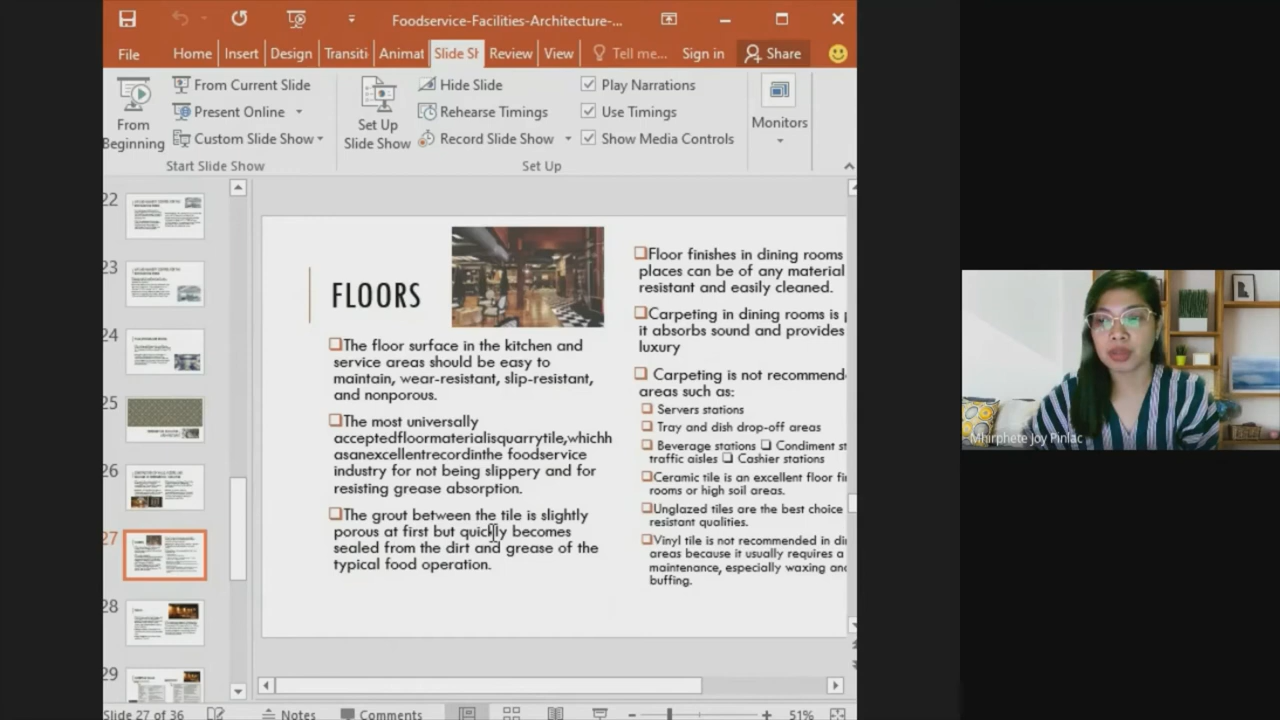 Foodservice-Facilities-Architecture-...
File Home Insert Design Transiti Animat Slide Sh Review View Tell me... Sign in Share
From Beginning
From Current Slide
Present Online
Custom Slide Show
Start Slide Show
Set Up Slide Show
Hide Slide
Rehearse Timings
Record Slide Show
Play Narrations
Use Timings
Show Media Controls
Set Up
Monitors
22
23
24
25
26
27
28
29
FLOORS
❑The floor surface in the kitchen and
service areas should be easy to
maintain, wear-resistant, slip-resistant,
and nonporous.
❑The most universally
acceptedfloormaterialisquarrytile,whichh
asanexcellentrecordinthe foodservice
industry for not being slippery and for
resisting grease absorption.
❑The grout between the tile is slightly
porous at first but quickly becomes
sealed from the dirt and grease of the
typical food operation.
❑Floor finishes in dining rooms
places can be of any material
resistant and easily cleaned.
❑Carpeting in dining rooms is
it absorbs sound and provides
luxury
❑ Carpeting is not recommend
areas such as:
❑ Servers stations
❑ Tray and dish drop-off areas
❑ Beverage stations ❑ Condiment st
traffic aisles ❑ Cashier stations
❑Ceramic tile is an excellent floor fi
rooms or high soil areas.
❑Unglazed tiles are the best choice
resistant qualities.
❑Vinyl tile is not recommended in di
areas because it usually requires a
maintenance, especially waxing and
buffing.
Slide 27 of 36 Notes Comments 51%
Mhirphete Joy Pinlac